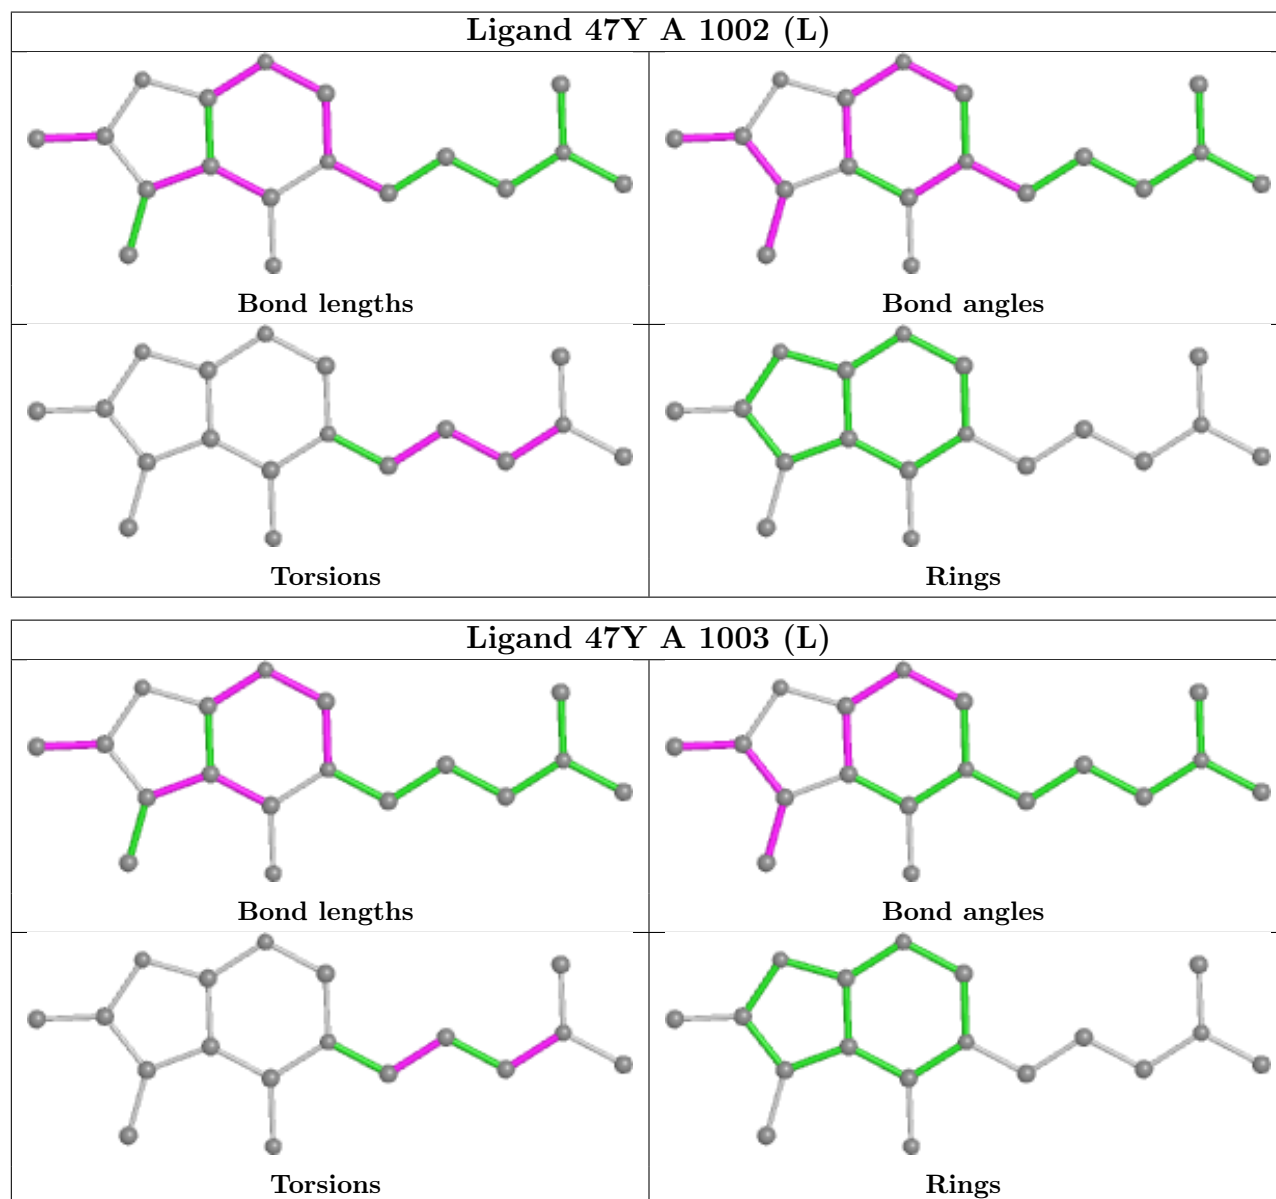 Ligand 47Y A 1002 (L)
Bond lengths
Bond angles
Torsions
Rings
Ligand 47Y A 1003 (L)
Bond lengths
Bond angles
Torsions
Rings